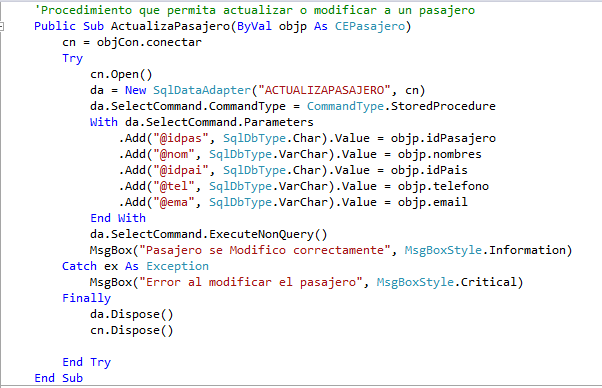 'Procedimiento que permita actualizar o modificar a un pasajero
Public Sub ActualizaPasajero(ByVal objp As CEPasajero)
cn = objCon.conectar
Try
cn.Open()
da = New SqlDataAdapter("ACTUALIZAPASAJERO", cn)
da.SelectCommand.CommandType = CommandType.StoredProcedure
With da.SelectCommand.Parameters
.Add("@idpas", SqlDbType.Char).Value = objp.idPasajero
.Add("@nom", SqlDbType.VarChar).Value = objp.nombres
.Add("@idpai", SqlDbType.Char).Value = objp.idPais
.Add("@tel", SqlDbType.VarChar).Value = objp.telefono
.Add("@ema", SqlDbType.VarChar).Value = objp.email
End With
da.SelectCommand.ExecuteNonQuery()
MsgBox("Pasajero se Modifico correctamente", MsgBoxStyle.Information)
Catch ex As Exception
MsgBox("Error al modificar el pasajero", MsgBoxStyle.Critical)
Finally
da.Dispose()
cn.Dispose()
End Try
End Sub